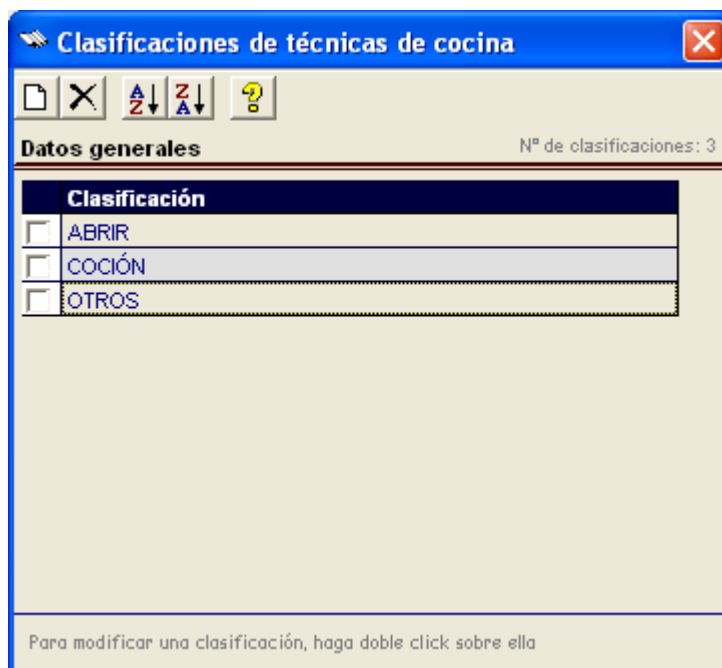 Clasificaciones de técnicas de cocina
Datos generales
Nº de clasificaciones: 3
Clasificación
ABRIR
COCIÓN
OTROS
Para modificar una clasificación, haga doble click sobre ella